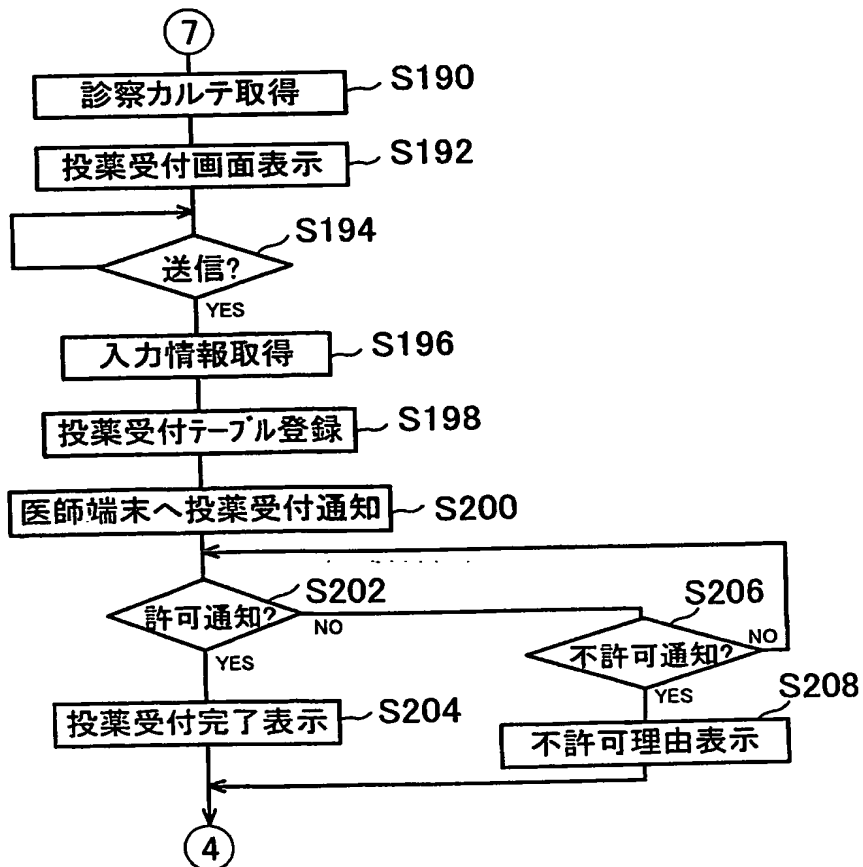 7
診察カルテ取得
S190
投薬受付画面表示
S192
S194
送信?
YES
入力情報取得
S196
投薬受付テーブル登録
S198
医師端末へ投薬受付通知
S200
S202
許可通知?
NO
YES
S206
不許可通知?
NO
YES
投薬受付完了表示
S204
S208
不許可理由表示
4